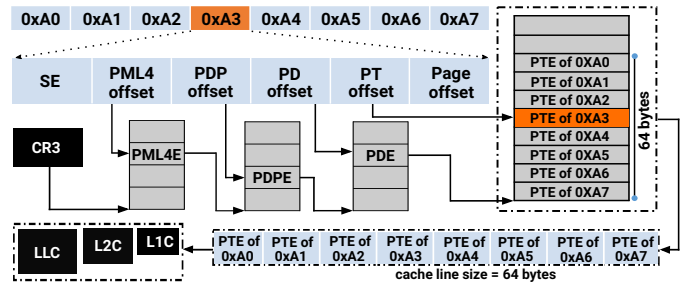 0xA0 0xA1 0xA2 0xA3 0xA4 0xA5 0xA6 0xA7
SE
PML4 offset
PDP offset
PD offset
PT offset
Page offset
PTE of 0XA0
PTE of 0XA1
PTE of 0XA2
PTE of 0XA3
PTE of 0XA4
PTE of 0XA5
PTE of 0XA6
PTE of 0XA7
64 bytes
CR3
PML4E
PDPE
PDE
LLC
L2C
L1C
PTE of 0xA0
PTE of 0XA1
PTE of 0XA2
PTE of 0XA3
PTE of 0XA4
PTE of 0XA5
PTE of 0XA6
PTE of 0XA7
cache line size = 64 bytes